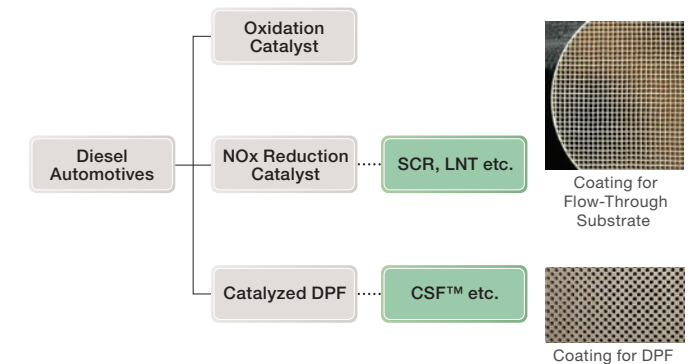 Oxidation
Catalyst
Diesel
Automotives
NOx Reduction
Catalyst
SCR, LNT etc.
Coating for
Flow-Through
Substrate
Catalyzed DPF
CSF™ etc.
Coating for DPF